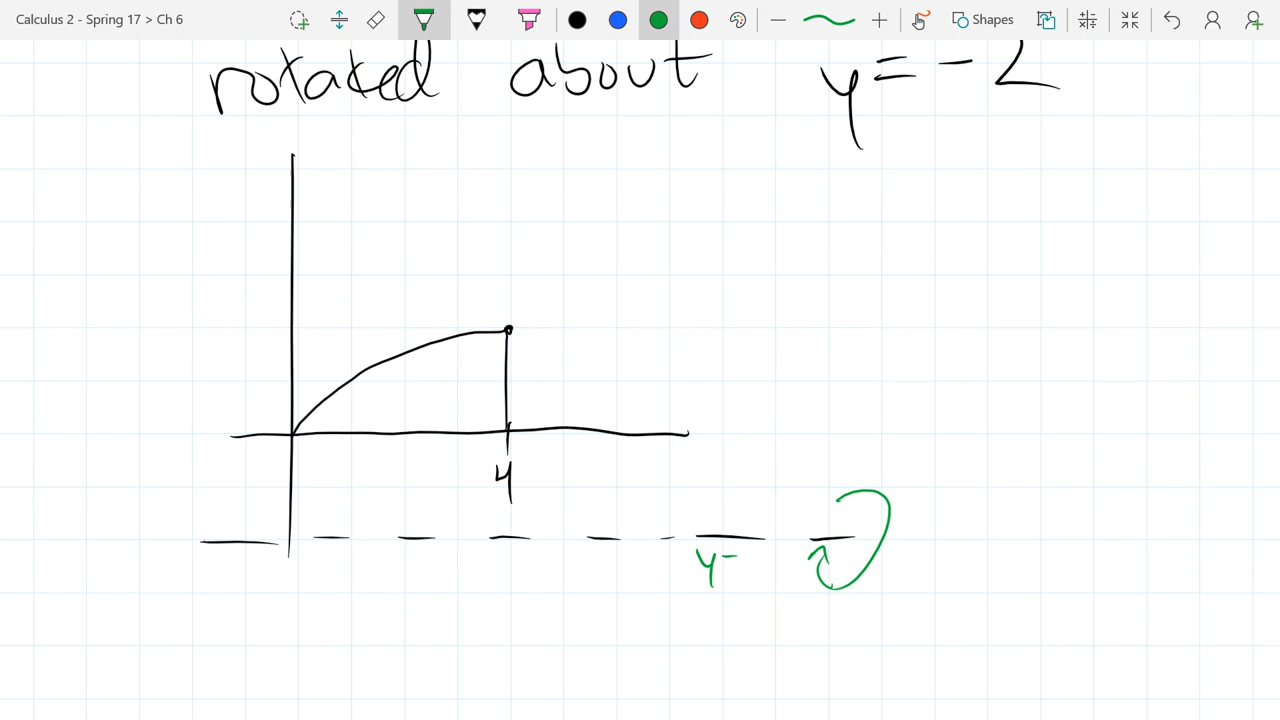 Calculus 2 - Spring 17 > Ch 6
Shapes
rotated about y = -2
4
y=